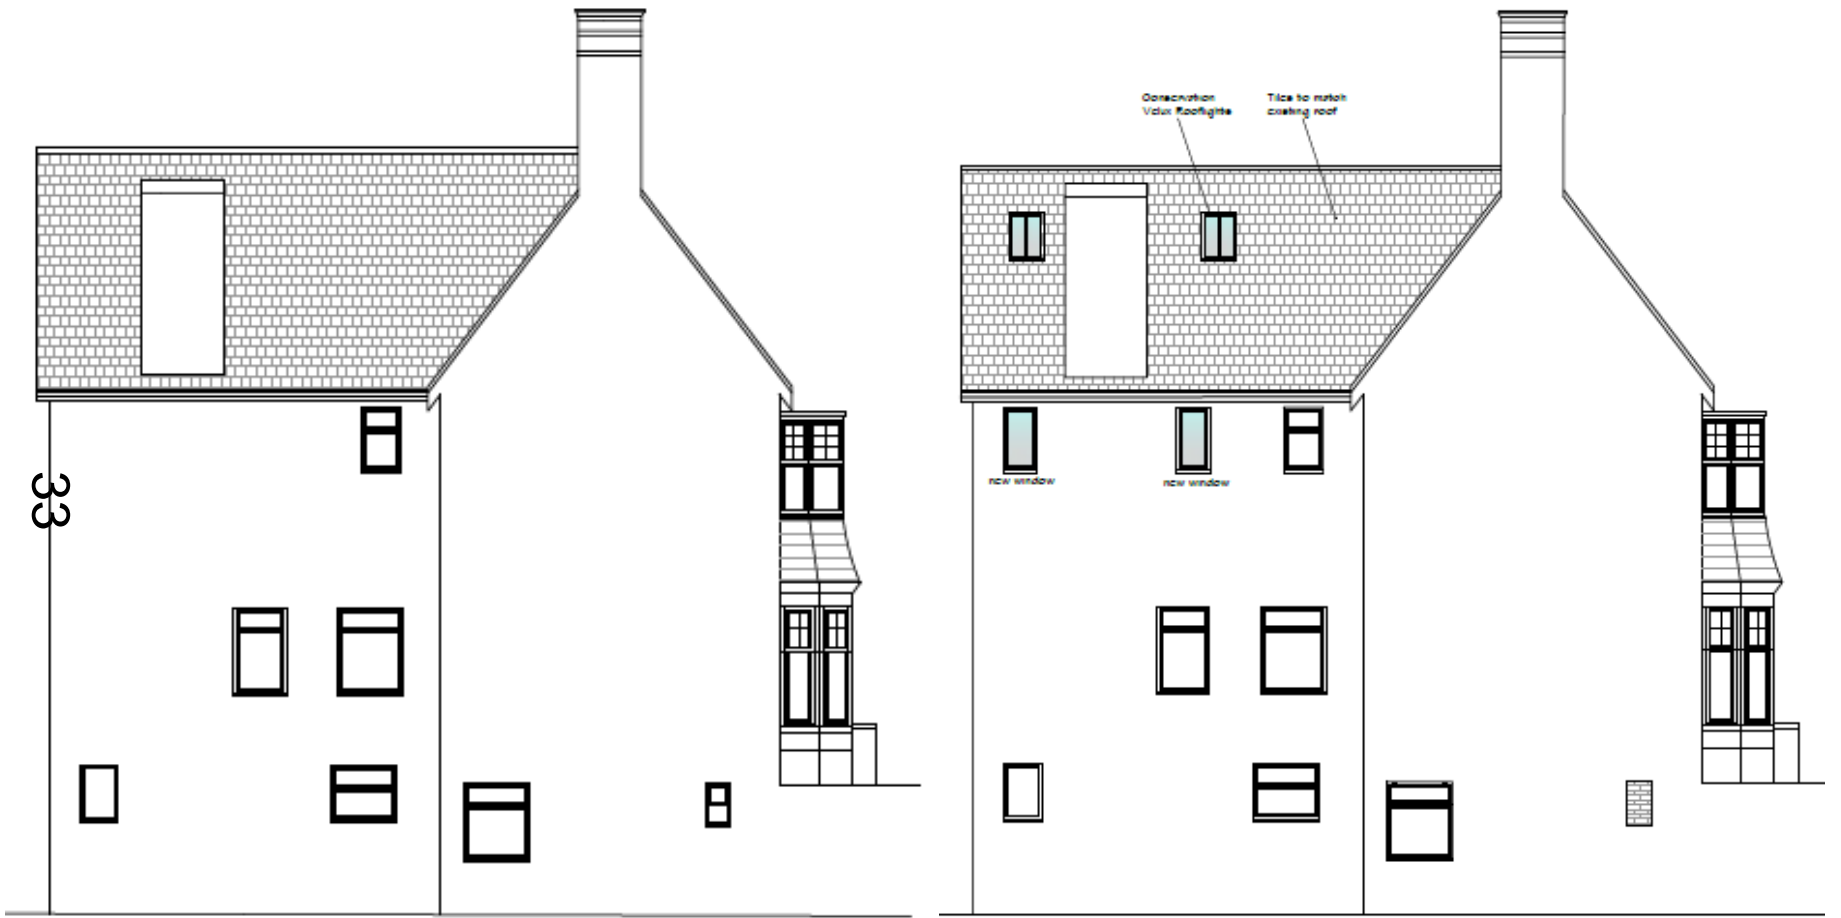 33
Conservation
Velux Rooflights
Tiles to match
existing roof
new window
new window